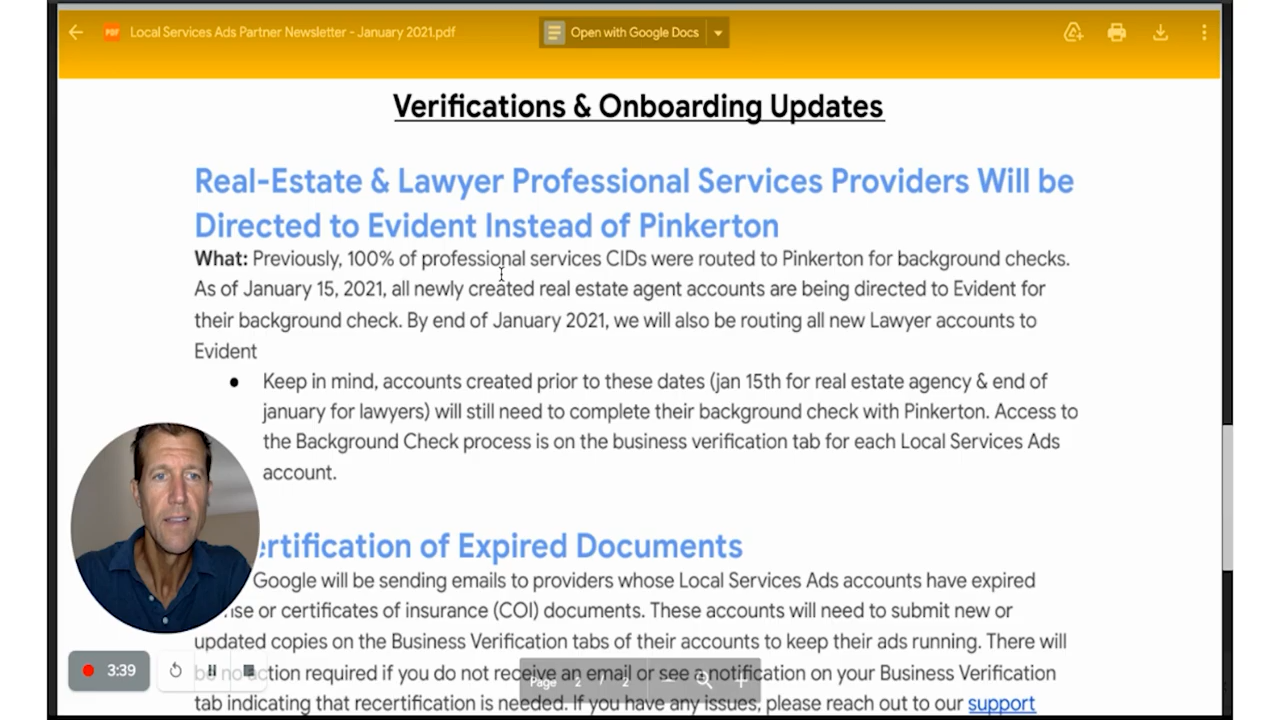 Local Services Ads Partner Newsletter - January 2021.pdf
Open with Google Docs
Verifications & Onboarding Updates
Real-Estate & Lawyer Professional Services Providers Will be
Directed to Evident Instead of Pinkerton
What: Previously, 100% of professional services CIDs were routed to Pinkerton for background checks.
As of January 15, 2021, all newly created real estate agent accounts are being directed to Evident for
their background check. By end of January 2021, we will also be routing all new Lawyer accounts to
Evident
● Keep in mind, accounts created prior to these dates (jan 15th for real estate agency & end of
january for lawyers) will still need to complete their background check with Pinkerton. Access to
the Background Check process is on the business verification tab for each Local Services Ads
account.
ertification of Expired Documents
Google will be sending emails to providers whose Local Services Ads accounts have expired
or certificates of insurance (COI) documents. These accounts will need to submit new or
updated copies on the Business Verification tabs of their accounts to keep their ads running. There will
be no action required if you do not receive an email or see a notification on your Business Verification
tab indicating that recertification is needed. If you have any issues, please reach out to our support
3:39
Page 2 / 2
PDF